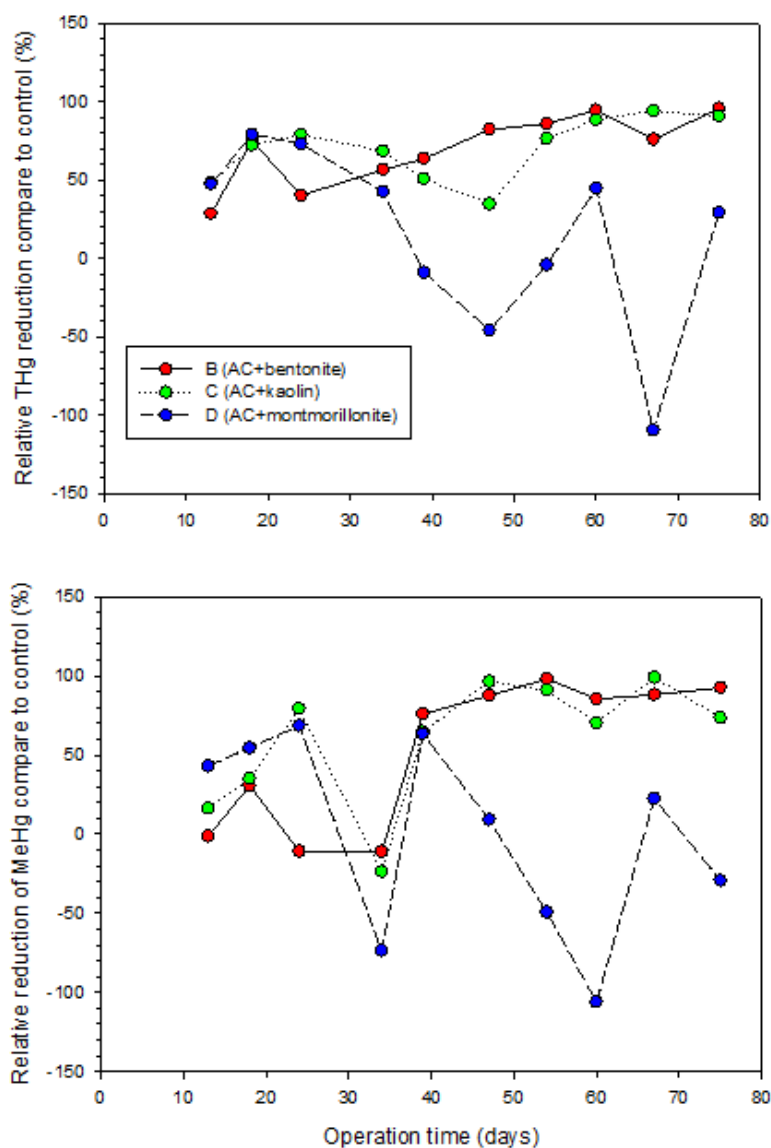 Relative THg reduction compare to control (%)
150
100
50
0
-50
-100
-150
B (AC+bentonite)
C (AC+kaolin)
D (AC+montmorillonite)
0 10 20 30 40 50 60 70 80
Relative reduction of MeHg compare to control (%)
150
100
50
0
-50
-100
-150
0 10 20 30 40 50 60 70 80
Operation time (days)